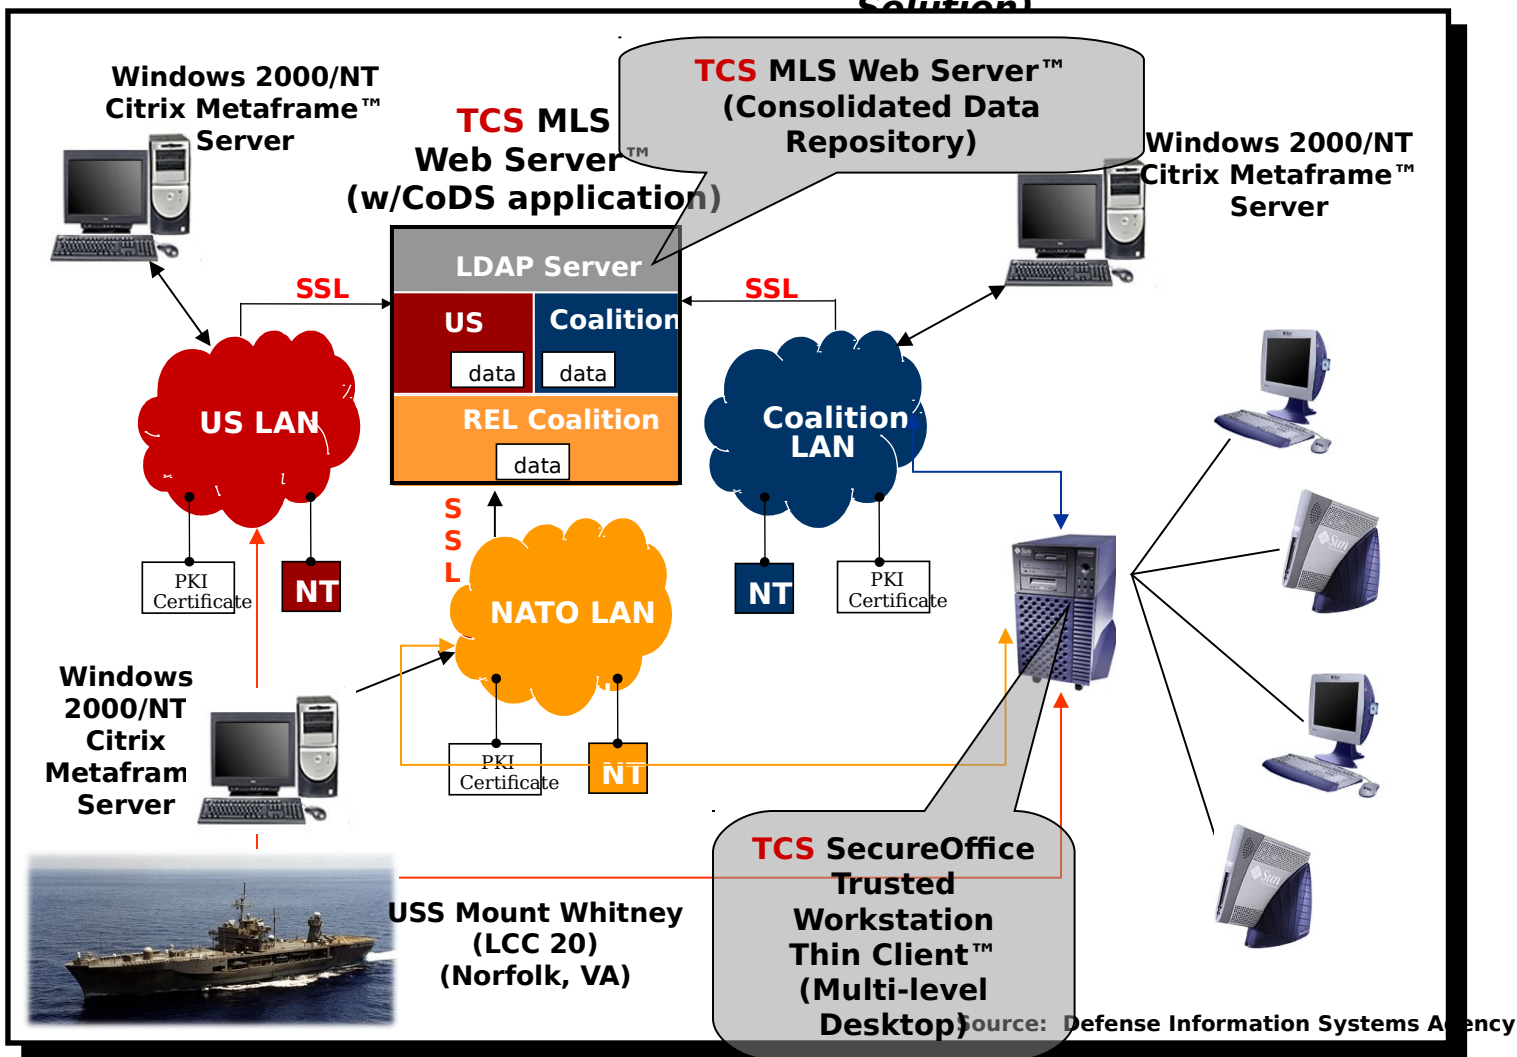 Solution)
Windows 2000/NT
Citrix Metaframe™
Server
TCS MLS
Web Server™
(w/CoDS application)
TCS MLS Web Server™
(Consolidated Data
Repository)
Windows 2000/NT
Citrix Metaframe™
Server
LDAP Server
SSL
SSL
US
Coalition
data
data
REL Coalition
data
US LAN
Coalition
LAN
S
S
L
PKI
Certificate
NT
NATO LAN
NT
PKI
Certificate
Windows
2000/NT
Citrix
Metafram
Server
PKI
Certificate
NT
TCS SecureOffice
Trusted
Workstation
Thin Client™
(Multi-level
Desktop)
USS Mount Whitney
(LCC 20)
(Norfolk, VA)
Source: Defense Information Systems Agency
Sun
Sun